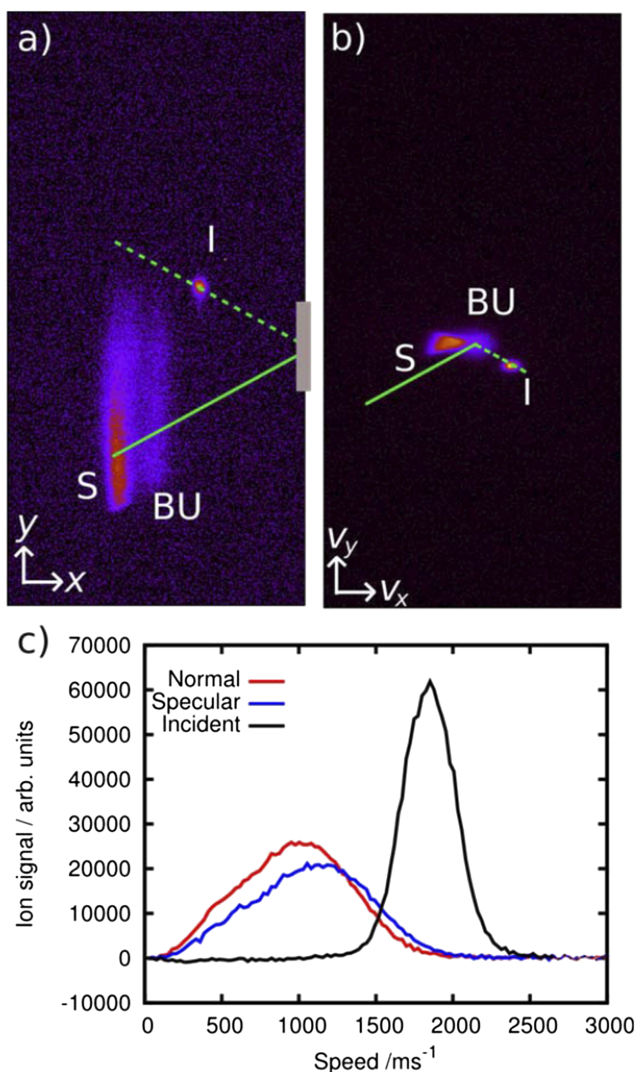 a)
I
S
BU
y
x
b)
BU
S
I
vy
vx
c)
70000
60000
50000
40000
30000
20000
10000
0
-10000
Ion signal / arb. units
Normal
Specular
Incident
0 500 1000 1500 2000 2500 3000
Speed /ms-1